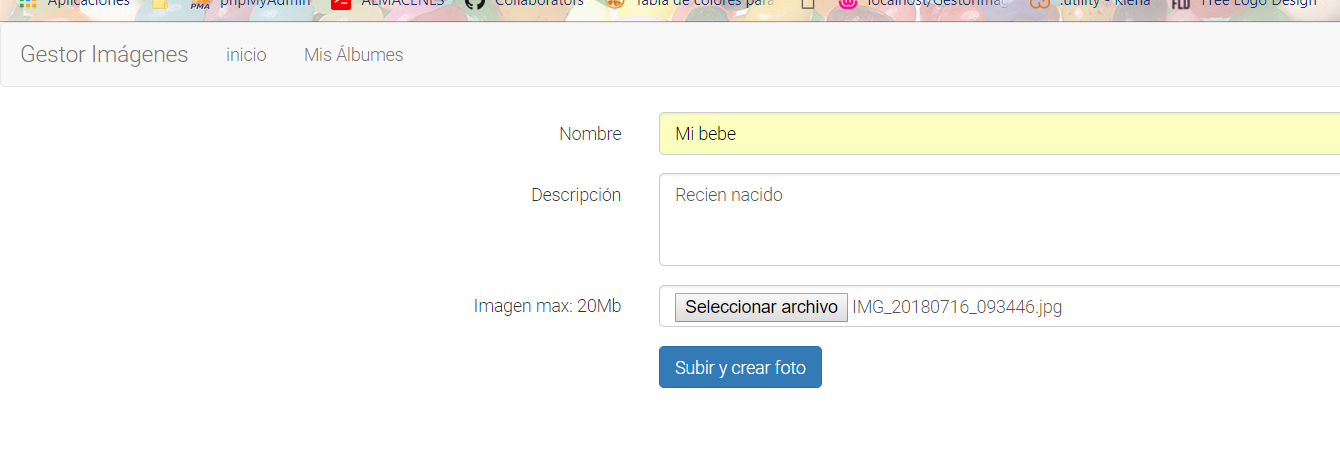 Aplicaciones phpMyAdmin ALMACENES Collaborators Tabla de colores para localhost/GestorImag .utility - Kiena Free Logo Design
Gestor Imágenes inicio Mis Álbumes
Nombre Mi bebe
Descripción Recien nacido
Imagen max: 20Mb Seleccionar archivo IMG_20180716_093446.jpg
Subir y crear foto